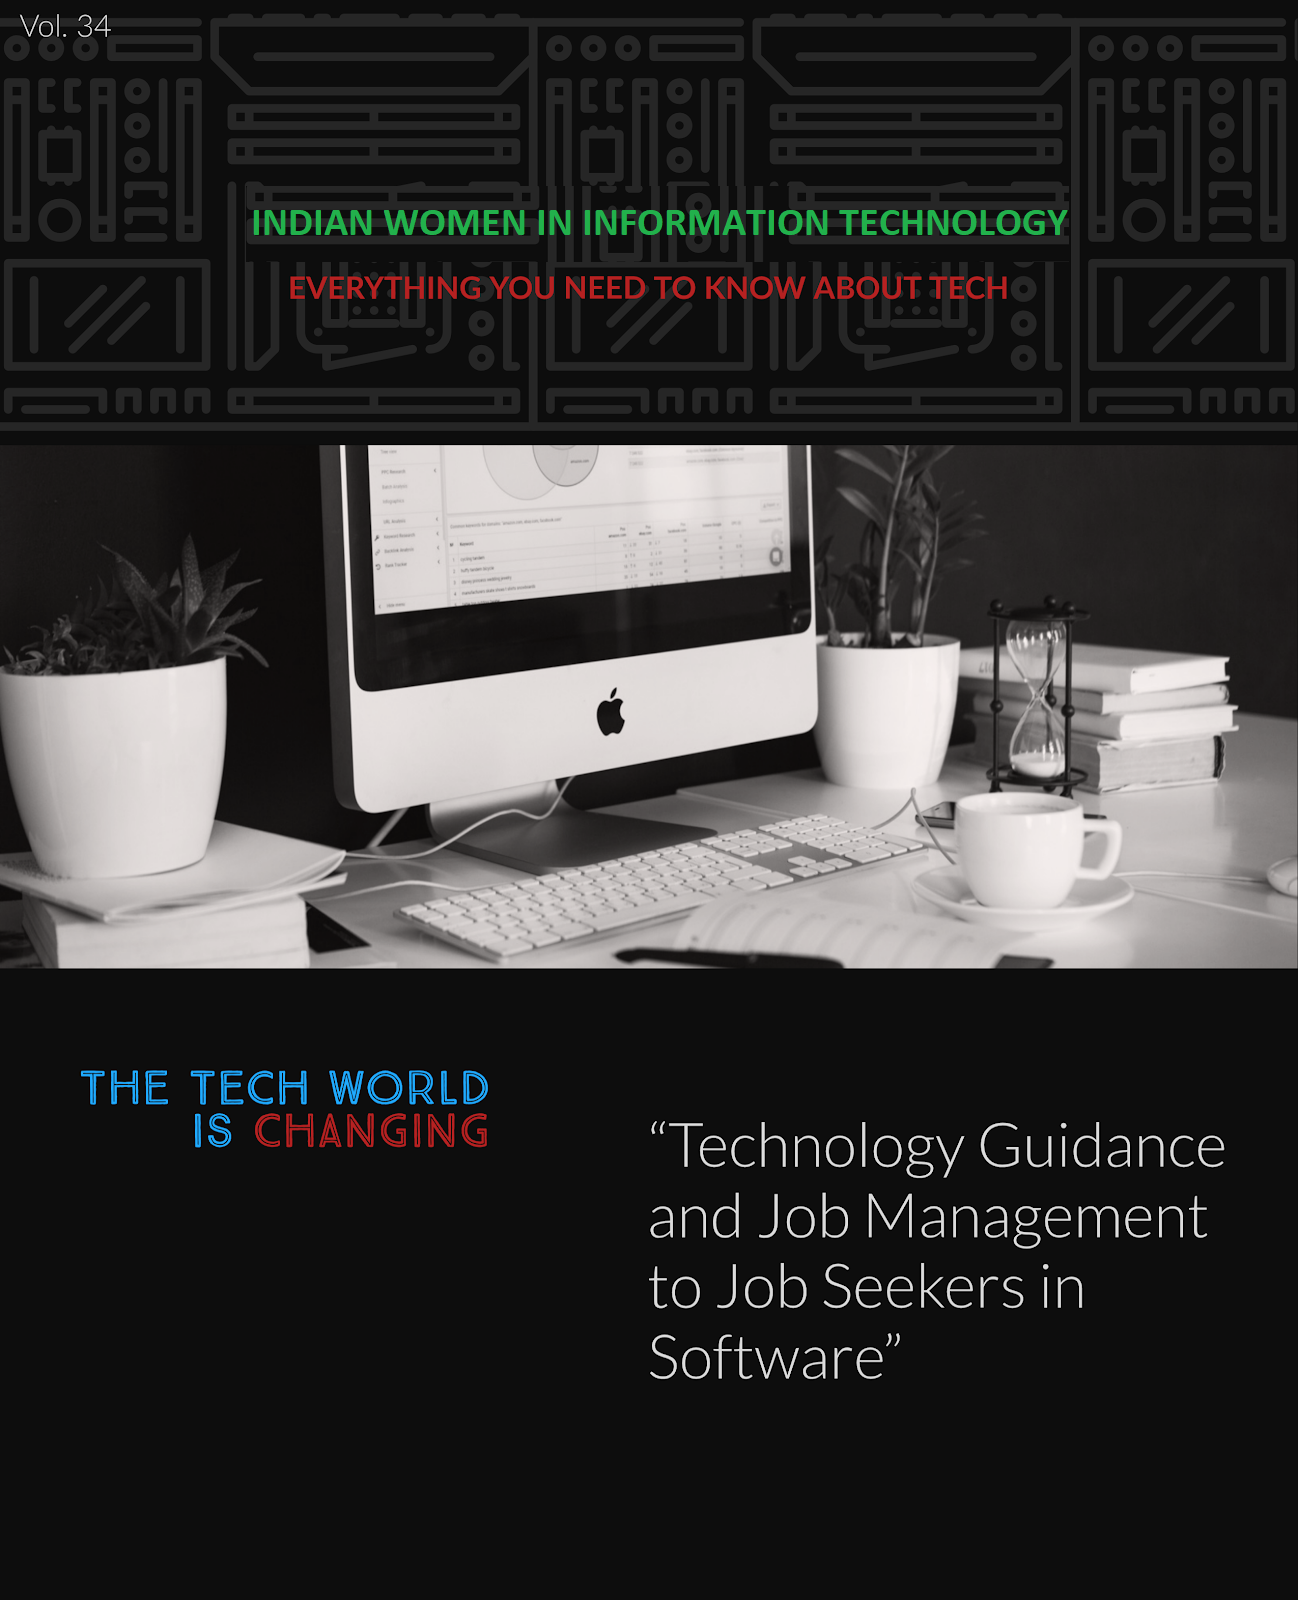 Vol. 34
INDIAN WOMEN IN INFORMATION TECHNOLOGY
EVERYTHING YOU NEED TO KNOW ABOUT TECH
THE TECH WORLD
IS CHANGING
“Technology Guidance
and Job Management
to Job Seekers in
Software”